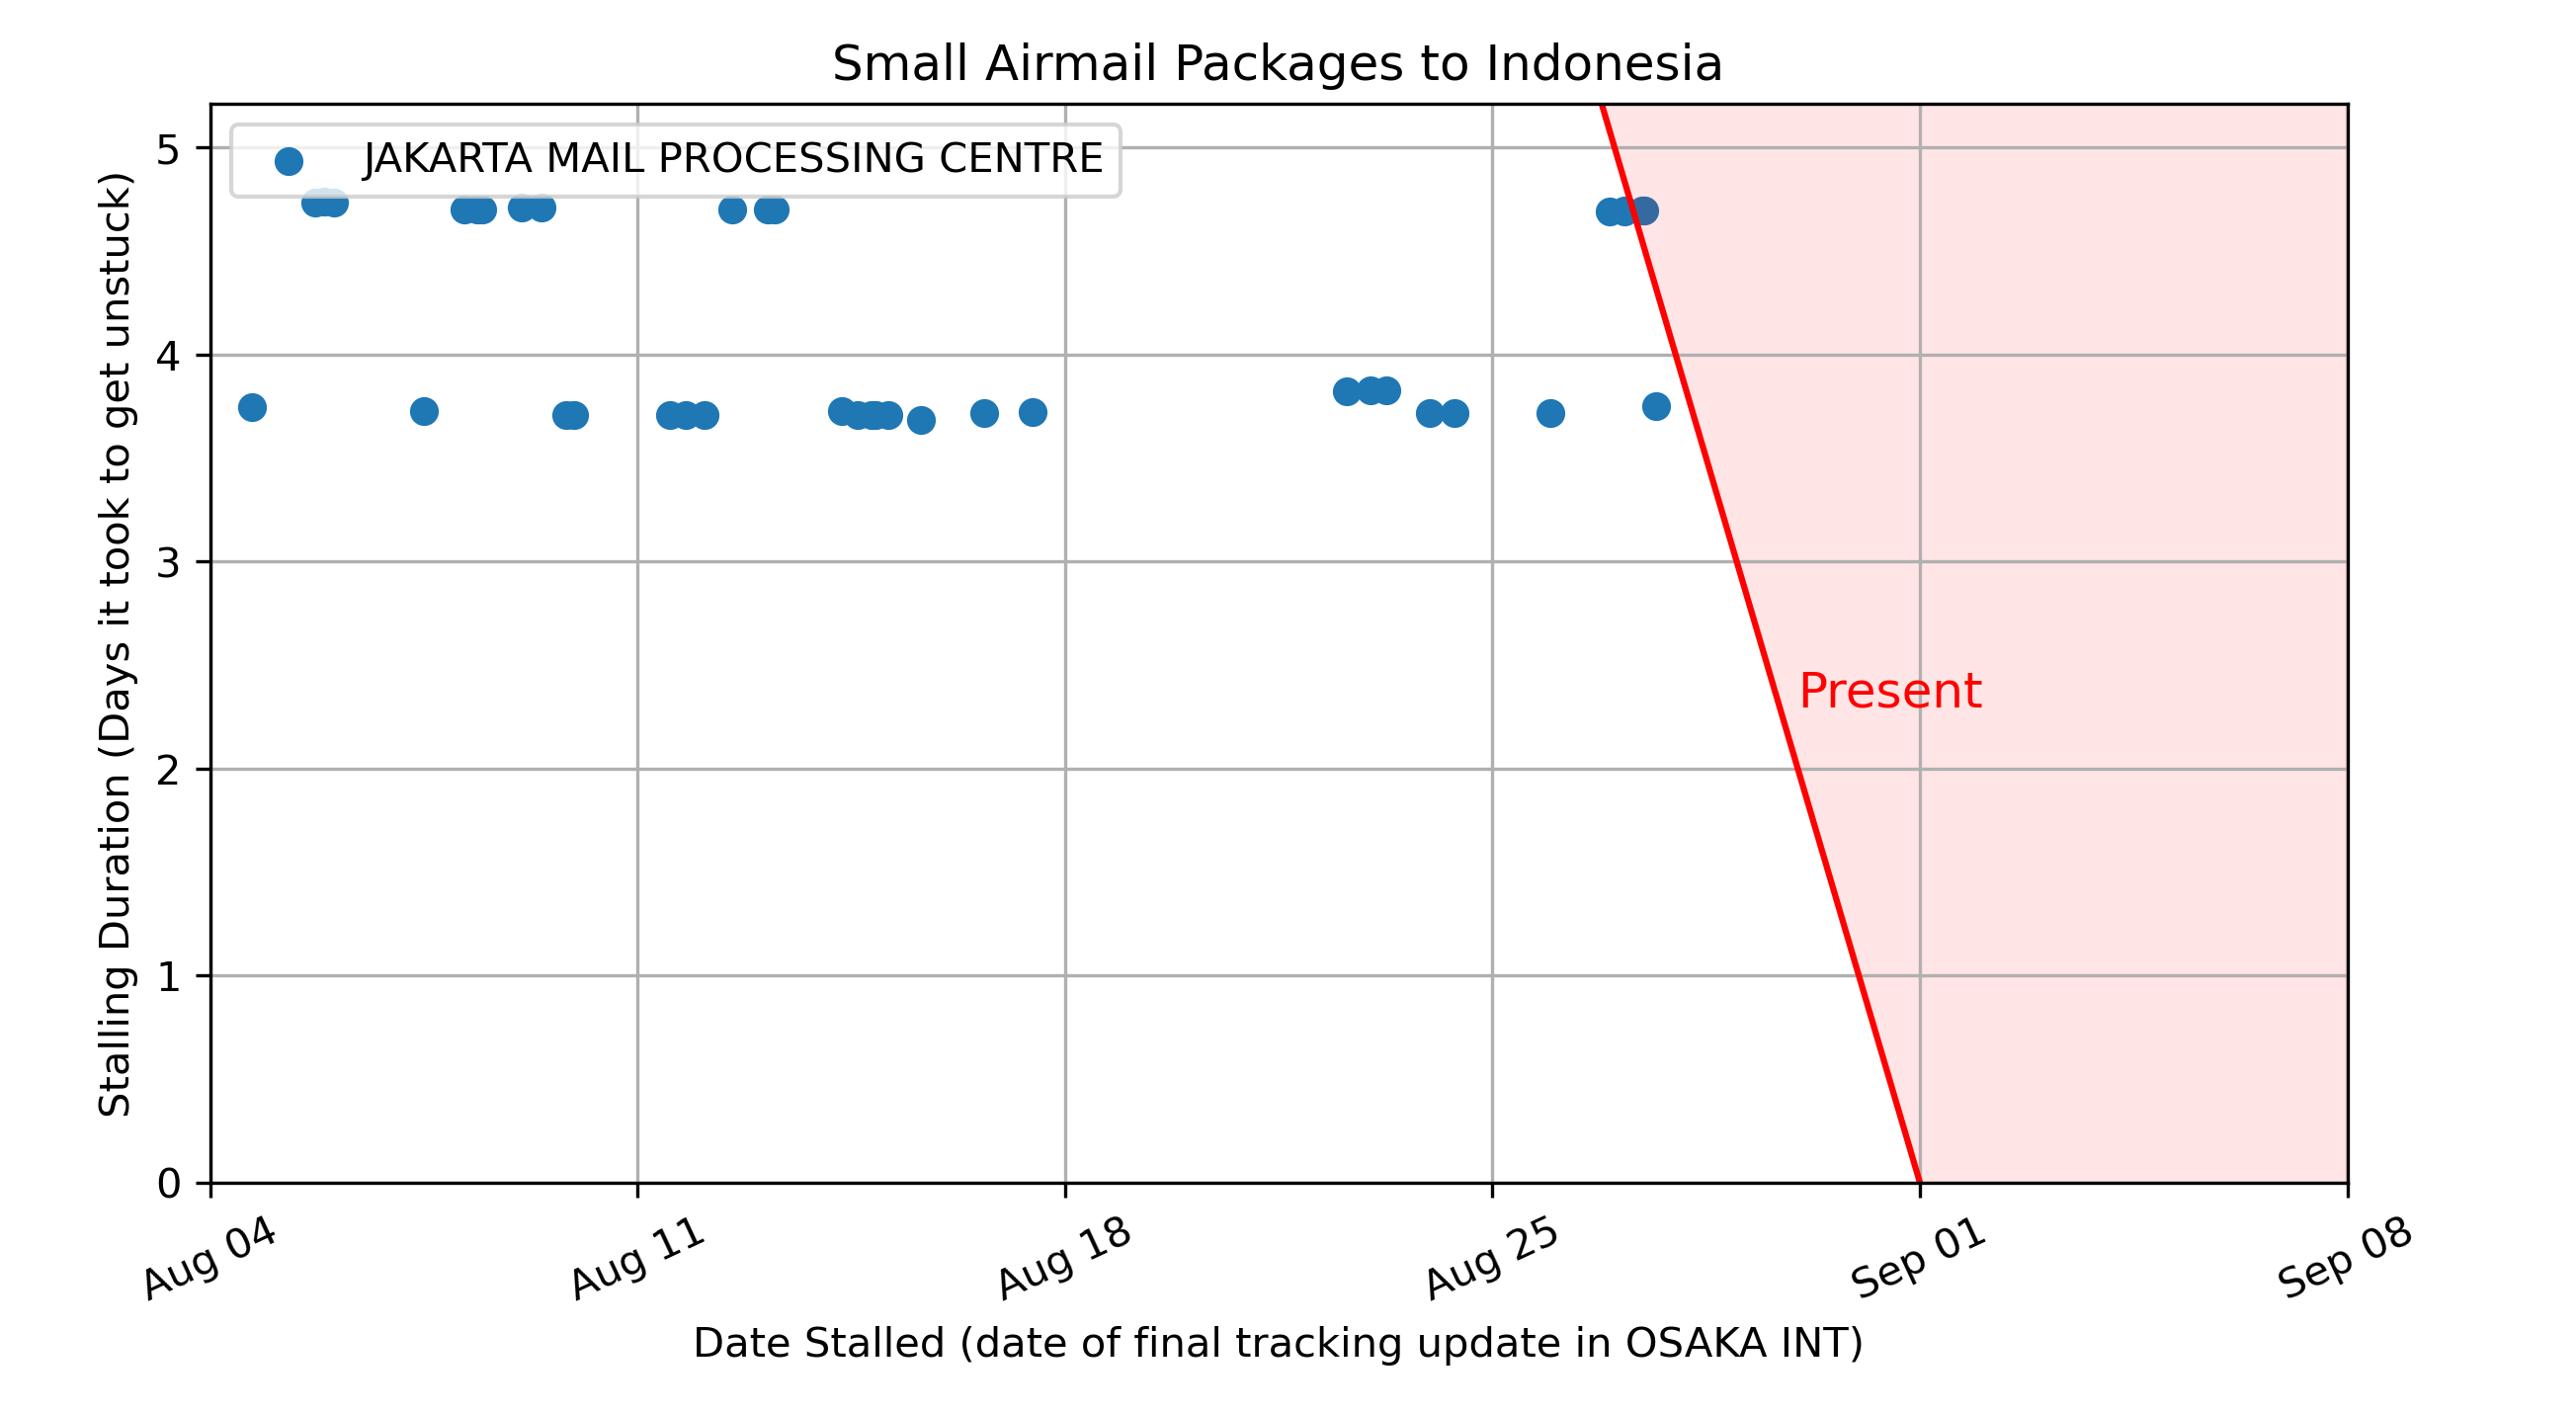 Small Airmail Packages to Indonesia
JAKARTA MAIL PROCESSING CENTRE
Stalling Duration (Days it took to get unstuck)
5
4
3
2
1
0
Present
Aug 04
Aug 11
Aug 18
Aug 25
Sep 01
Sep 08
Date Stalled (date of final tracking update in OSAKA INT)